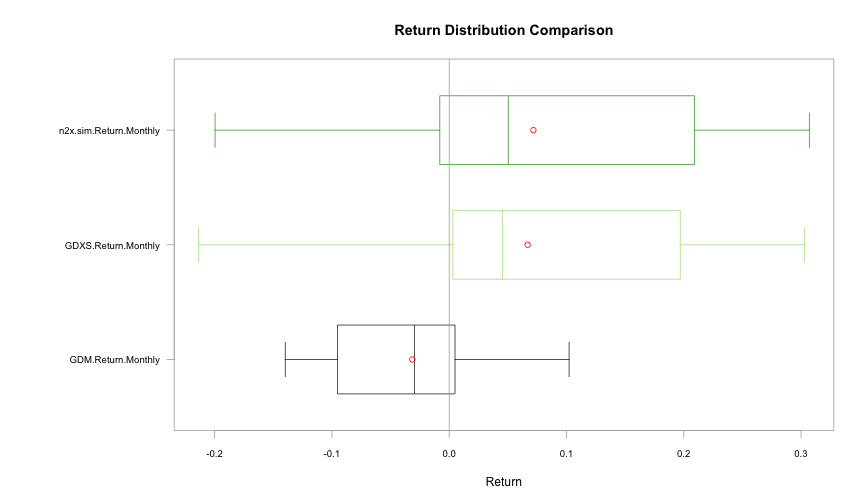 Return Distribution Comparison
n2x.sim.Return.Monthly
GDXS.Return.Monthly
GDM.Return.Monthly
-0.2 -0.1 0.0 0.1 0.2 0.3
Return